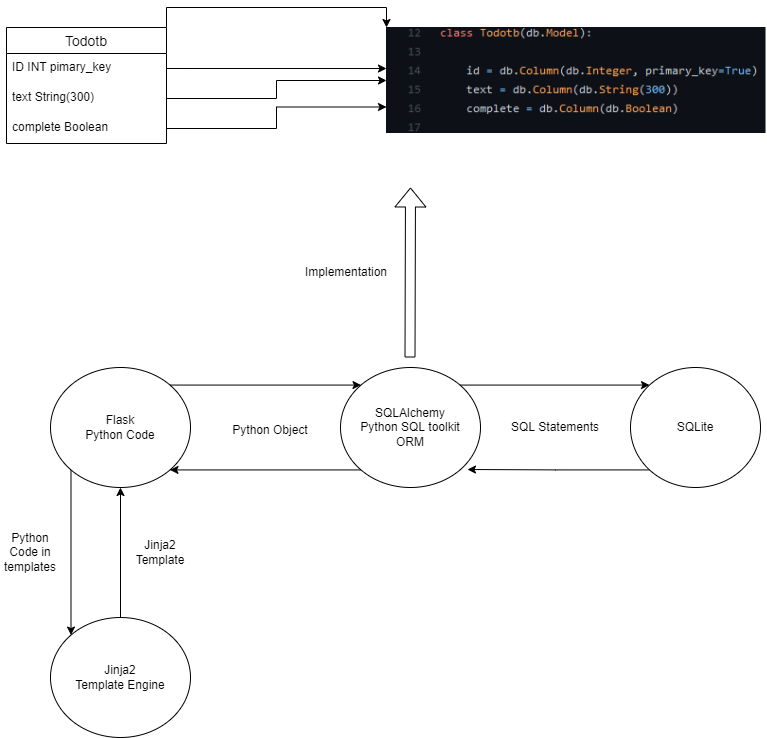 Todotb
ID INT pimary_key
text String(300)
complete Boolean
12 class Todotb(db.Model):
13
14 id = db.Column(db.Integer, primary_key=True)
15 text = db.Column(db.String(300))
16 complete = db.Column(db.Boolean)
17
Implementation
Flask
Python Code
Python Object
SQLAlchemy
Python SQL toolkit
ORM
SQL Statements
SQLite
Python
Code in
templates
Jinja2
Template
Jinja2
Template Engine